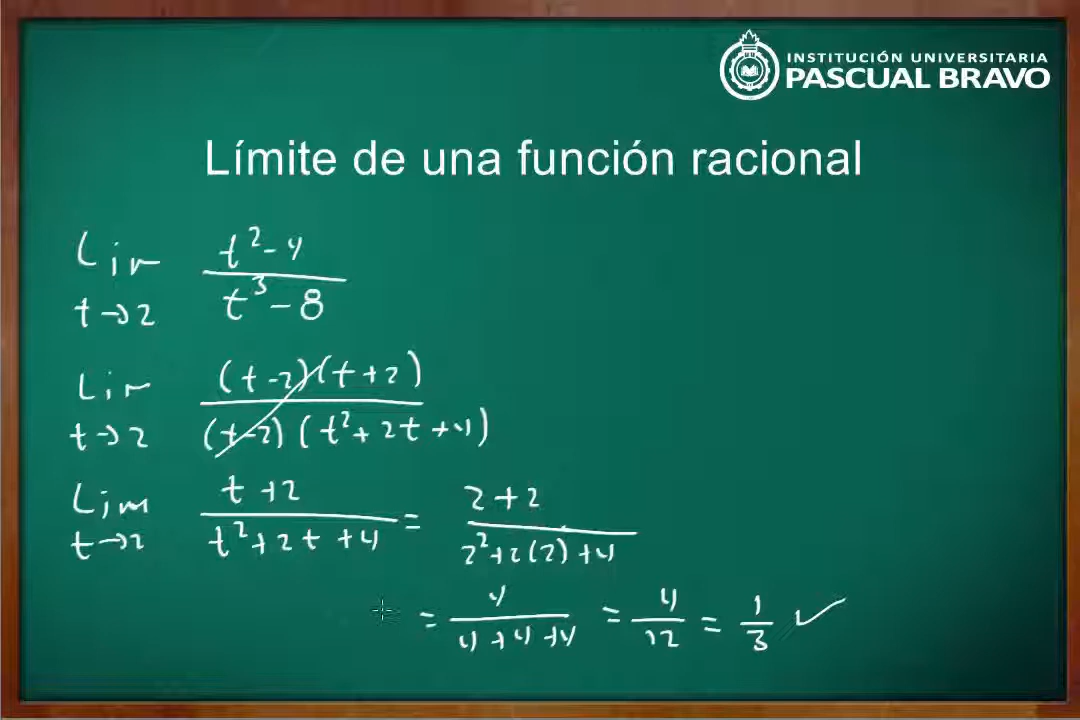 INSTITUCIÓN UNIVERSITARIA
PASCUAL BRAVO
Límite de una función racional
Lim t→2 (t² - 4)/(t³ - 8)
Lim t→2 ((t - 2)(t + 2))/((t - 2)(t² + 2t + 4))
Lim t→2 (t + 2)/(t² + 2t + 4) = (2 + 2)/(2² + 2(2) + 4)
= 4/(4 + 4 + 4) = 4/12 = 1/3 ✓